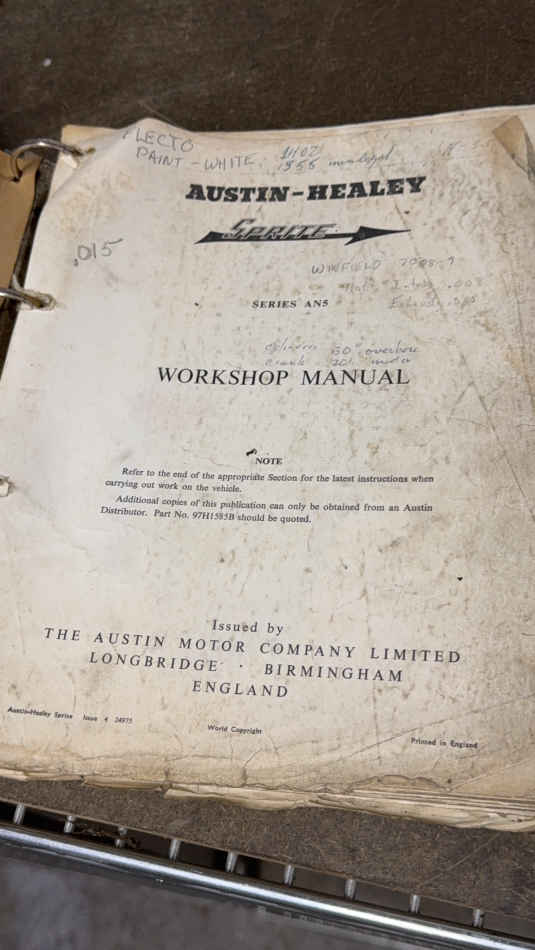 PAINT - WHITE.
AUSTIN-HEALEY
SPRITE
.015
WINFIELD
SERIES AN5
WORKSHOP MANUAL
NOTE
Refer to the end of the appropriate Section for the latest instructions when
carrying out work on the vehicle.
Additional copies of this publication can only be obtained from an Austin
Distributor. Part No. 97H1585B should be quoted.
Issued by
THE AUSTIN MOTOR COMPANY LIMITED
LONGBRIDGE · BIRMINGHAM
ENGLAND
Austin-Healey Sprite Issue 4 24975
World Copyright
Printed in England